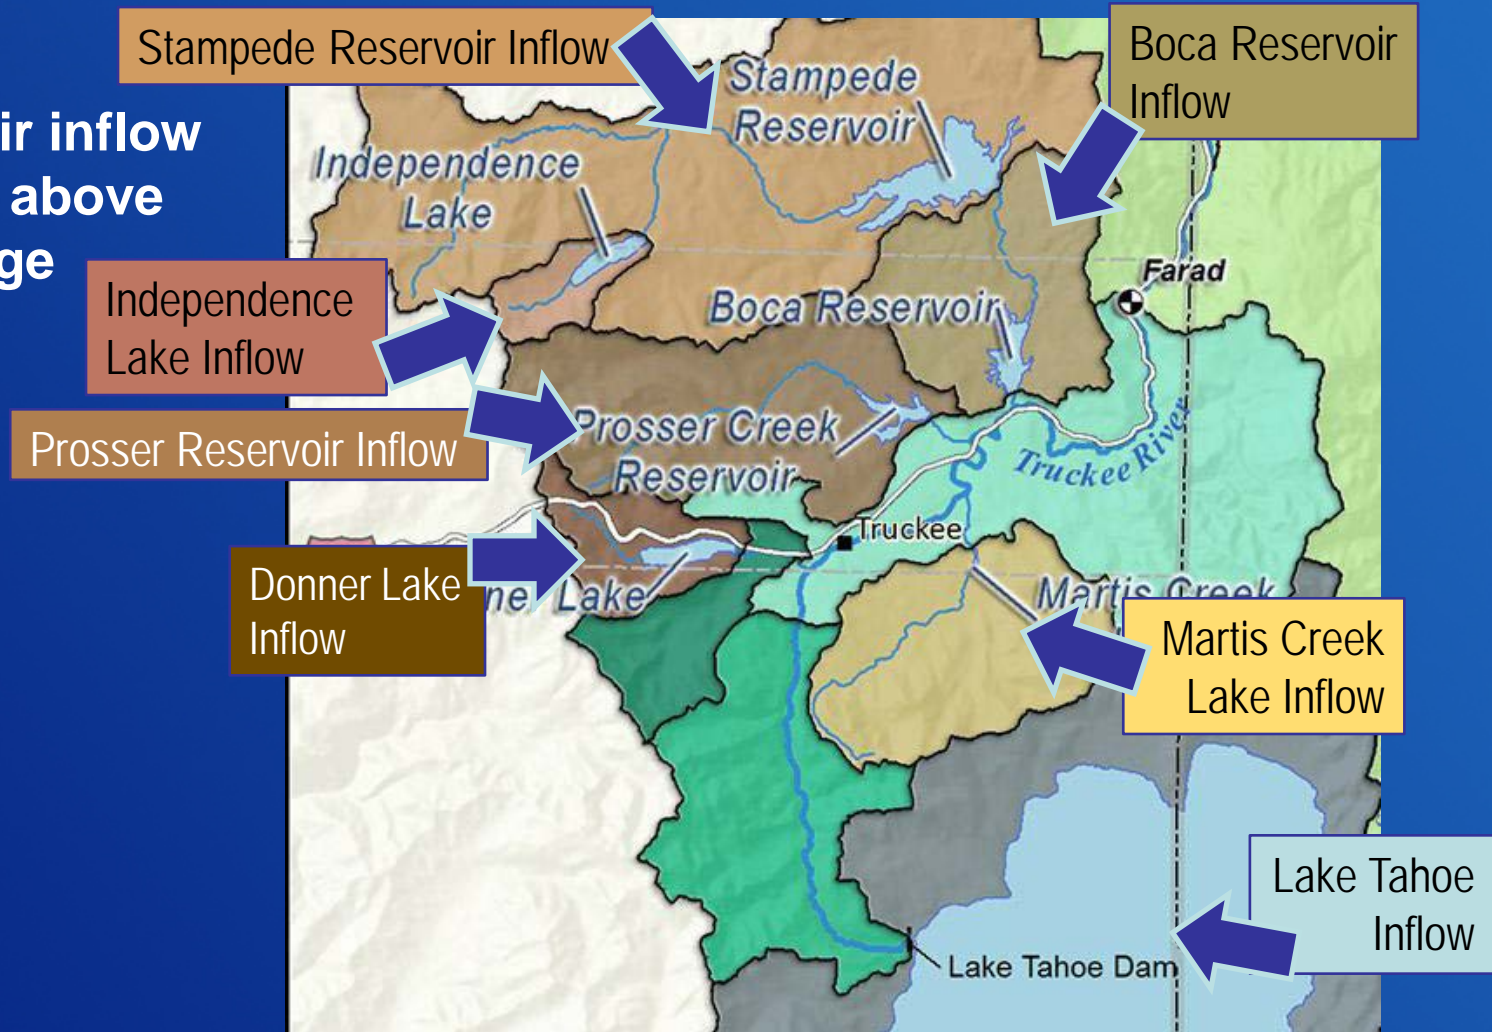 Stampede Reservoir Inflow
Boca Reservoir
Inflow
ir inflow
above
ge
Stampede
Reservoir
Independence
Lake
Farad
Independence
Lake Inflow
Boca Reservoir
Prosser Reservoir Inflow
Prosser Creek
Reservoir
Truckee River
Truckee
Donner Lake
Inflow
ne Lake
Martis Creek
Martis Creek
Lake Inflow
Lake Tahoe
Inflow
Lake Tahoe Dam